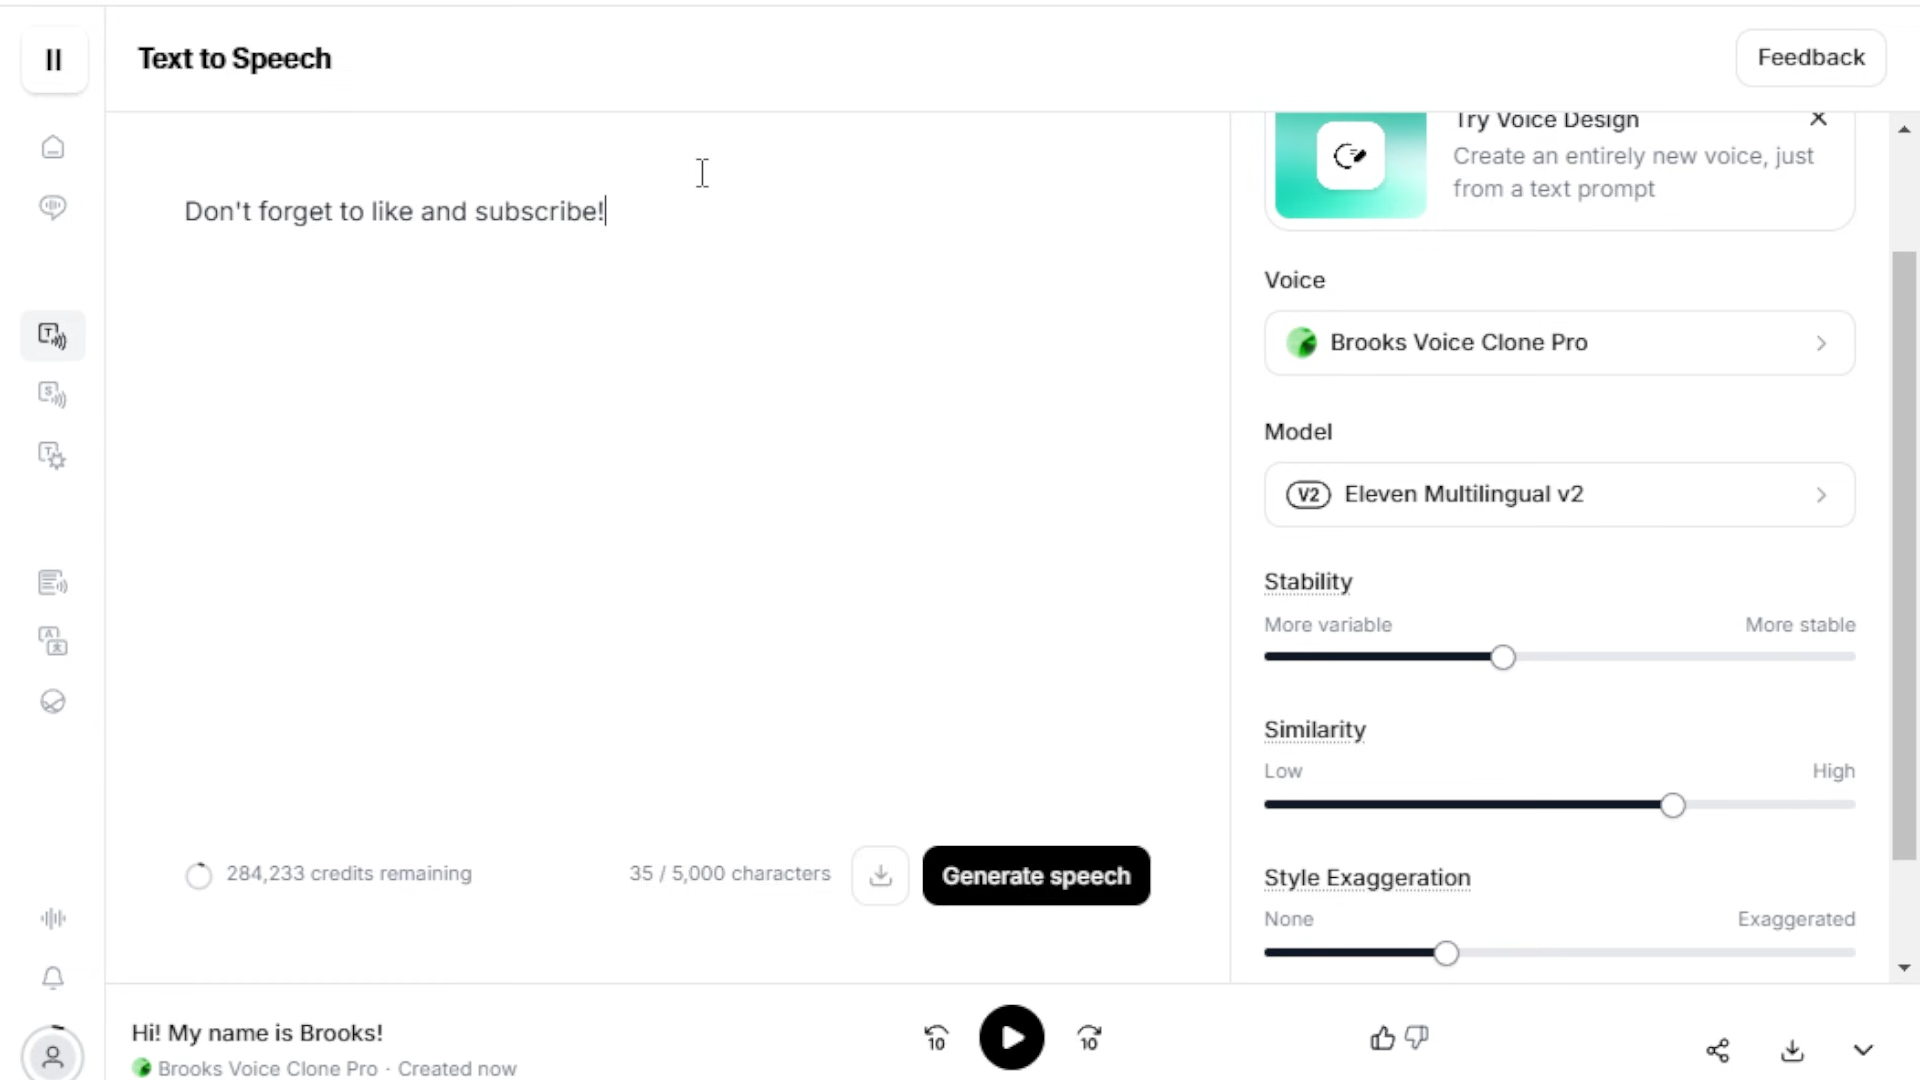 Text to Speech
Feedback
Don't forget to like and subscribe!
Try Voice Design
Create an entirely new voice, just
from a text prompt
Voice
Brooks Voice Clone Pro
Model
V2 Eleven Multilingual v2
Stability
More variable More stable
Similarity
Low High
Style Exaggeration
None Exaggerated
284,233 credits remaining
35 / 5,000 characters
Generate speech
Hi! My name is Brooks!
Brooks Voice Clone Pro · Created now
10
10